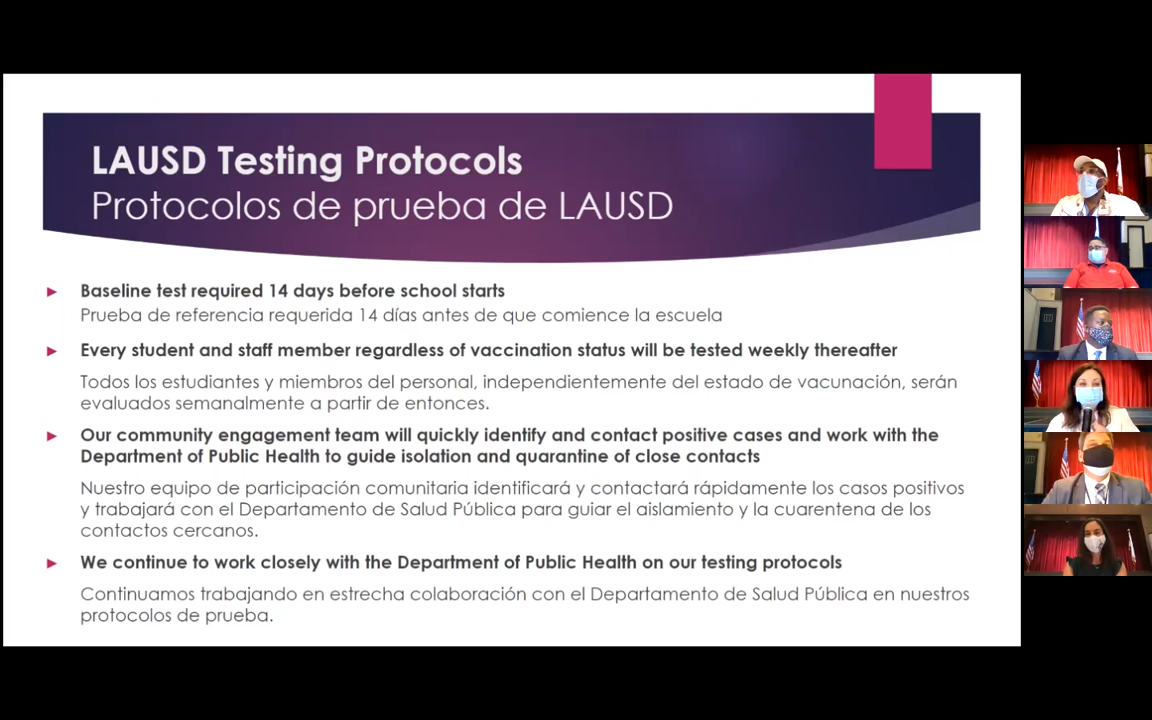 LAUSD Testing Protocols
Protocolos de prueba de LAUSD
Baseline test required 14 days before school starts
Prueba de referencia requerida 14 días antes de que comience la escuela
Every student and staff member regardless of vaccination status will be tested weekly thereafter
Todos los estudiantes y miembros del personal, independientemente del estado de vacunación, serán
evaluados semanalmente a partir de entonces.
Our community engagement team will quickly identify and contact positive cases and work with the
Department of Public Health to guide isolation and quarantine of close contacts
Nuestro equipo de participación comunitaria identificará y contactará rápidamente los casos positivos
y trabajará con el Departamento de Salud Pública para guiar el aislamiento y la cuarentena de los
contactos cercanos.
We continue to work closely with the Department of Public Health on our testing protocols
Continuamos trabajando en estrecha colaboración con el Departamento de Salud Pública en nuestros
protocolos de prueba.